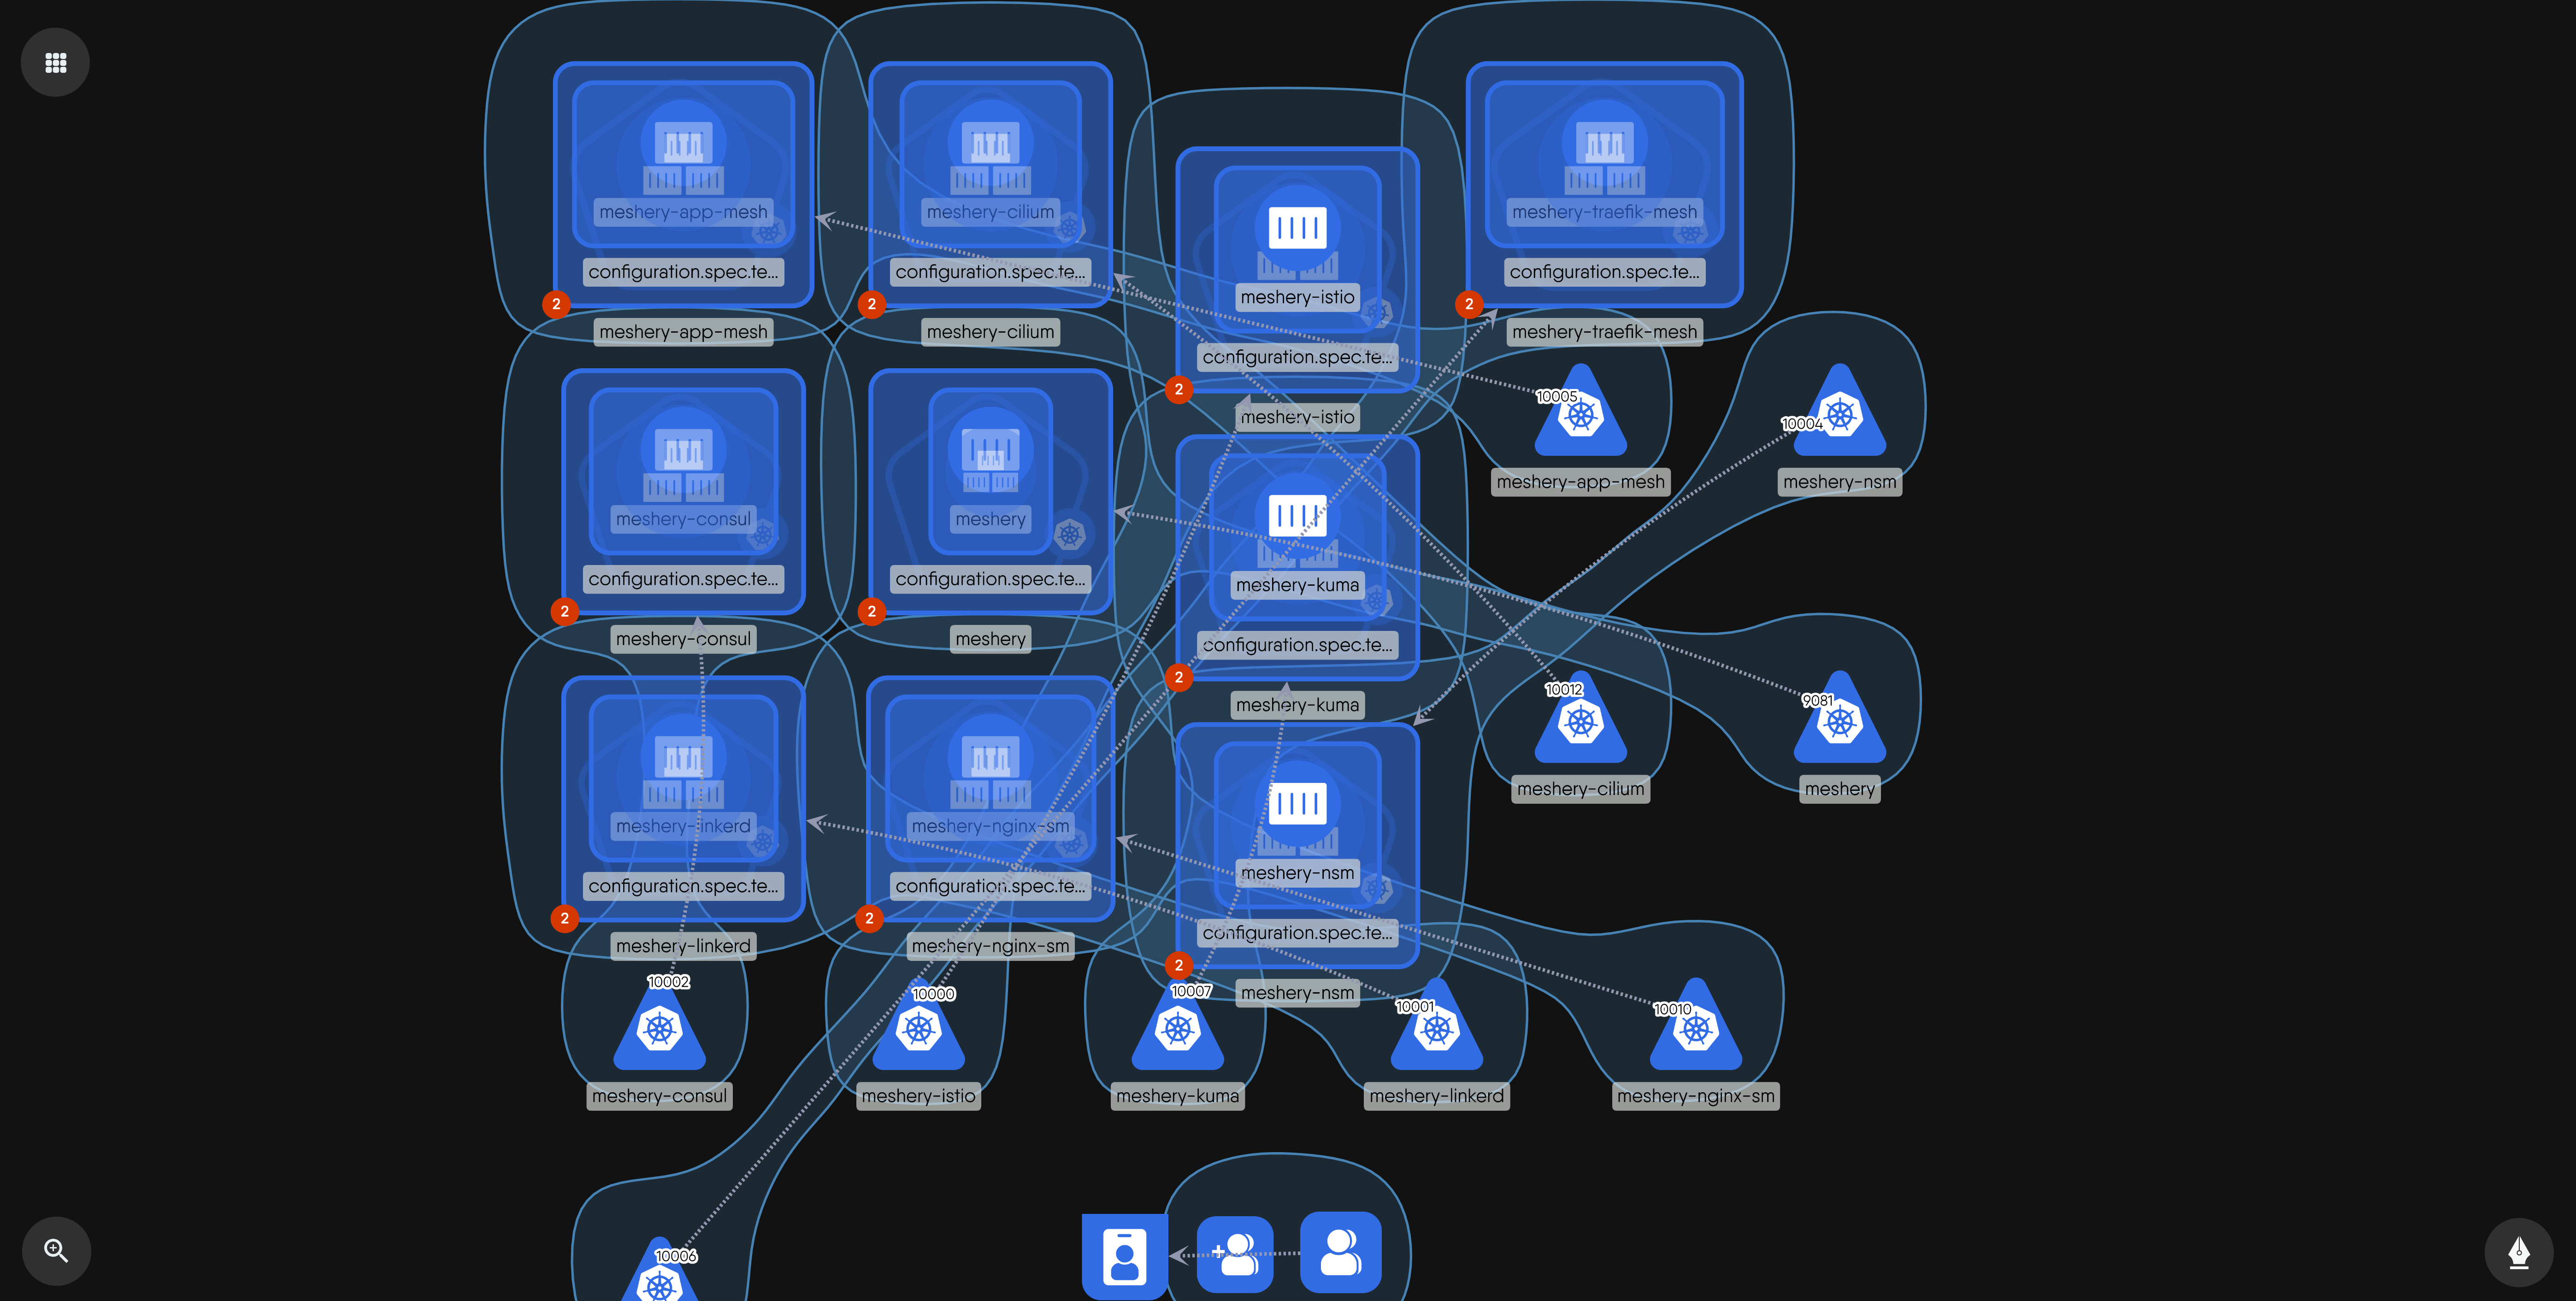 meshery-app-mesh
configuration.spec.te...
2
meshery-app-mesh
meshery-cilium
configuration.spec.te...
2
meshery-cilium
meshery-istio
configuration.spec.te...
2
meshery-istio
meshery-traefik-mesh
configuration.spec.te...
2
meshery-traefik-mesh
10005
meshery-app-mesh
10004
meshery-nsm
meshery-consul
configuration.spec.te...
2
meshery-consul
meshery
configuration.spec.te...
2
meshery
meshery-kuma
configuration.spec.te...
2
meshery-kuma
10012
meshery-cilium
9081
meshery
meshery-linkerd
configuration.spec.te...
2
meshery-linkerd
meshery-nginx-sm
configuration.spec.te...
2
meshery-nginx-sm
meshery-nsm
configuration.spec.te...
2
meshery-nsm
10002
meshery-consul
10000
meshery-istio
10007
meshery-kuma
10001
meshery-linkerd
10010
meshery-nginx-sm
10006